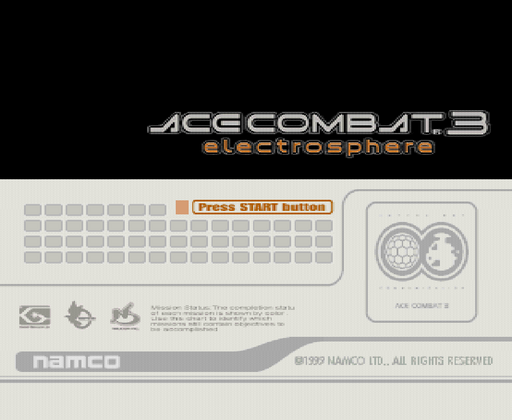 ACE COMBAT 3
electrosphere
Press START button
ACE COMBAT 3
Mission Status. The completion statu
of each mission is shown by color.
Use this chart to identify which
missions still contain objectives to
be accomplished
namco
©1999 NAMCO LTD., ALL RIGHTS RESERVED